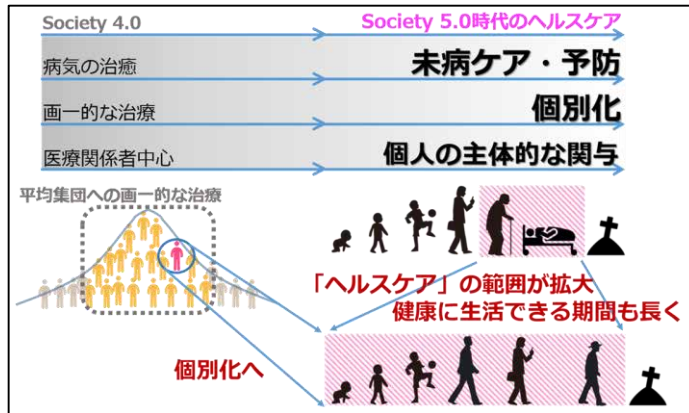 Society 4.0
Society 5.0時代のヘルスケア
病気の治癒
未病ケア・予防
画一的な治療
個別化
医療関係者中心
個人の主体的な関与
平均集団への画一的な治療
「ヘルスケア」の範囲が拡大
健康に生活できる期間も長く
個別化へ